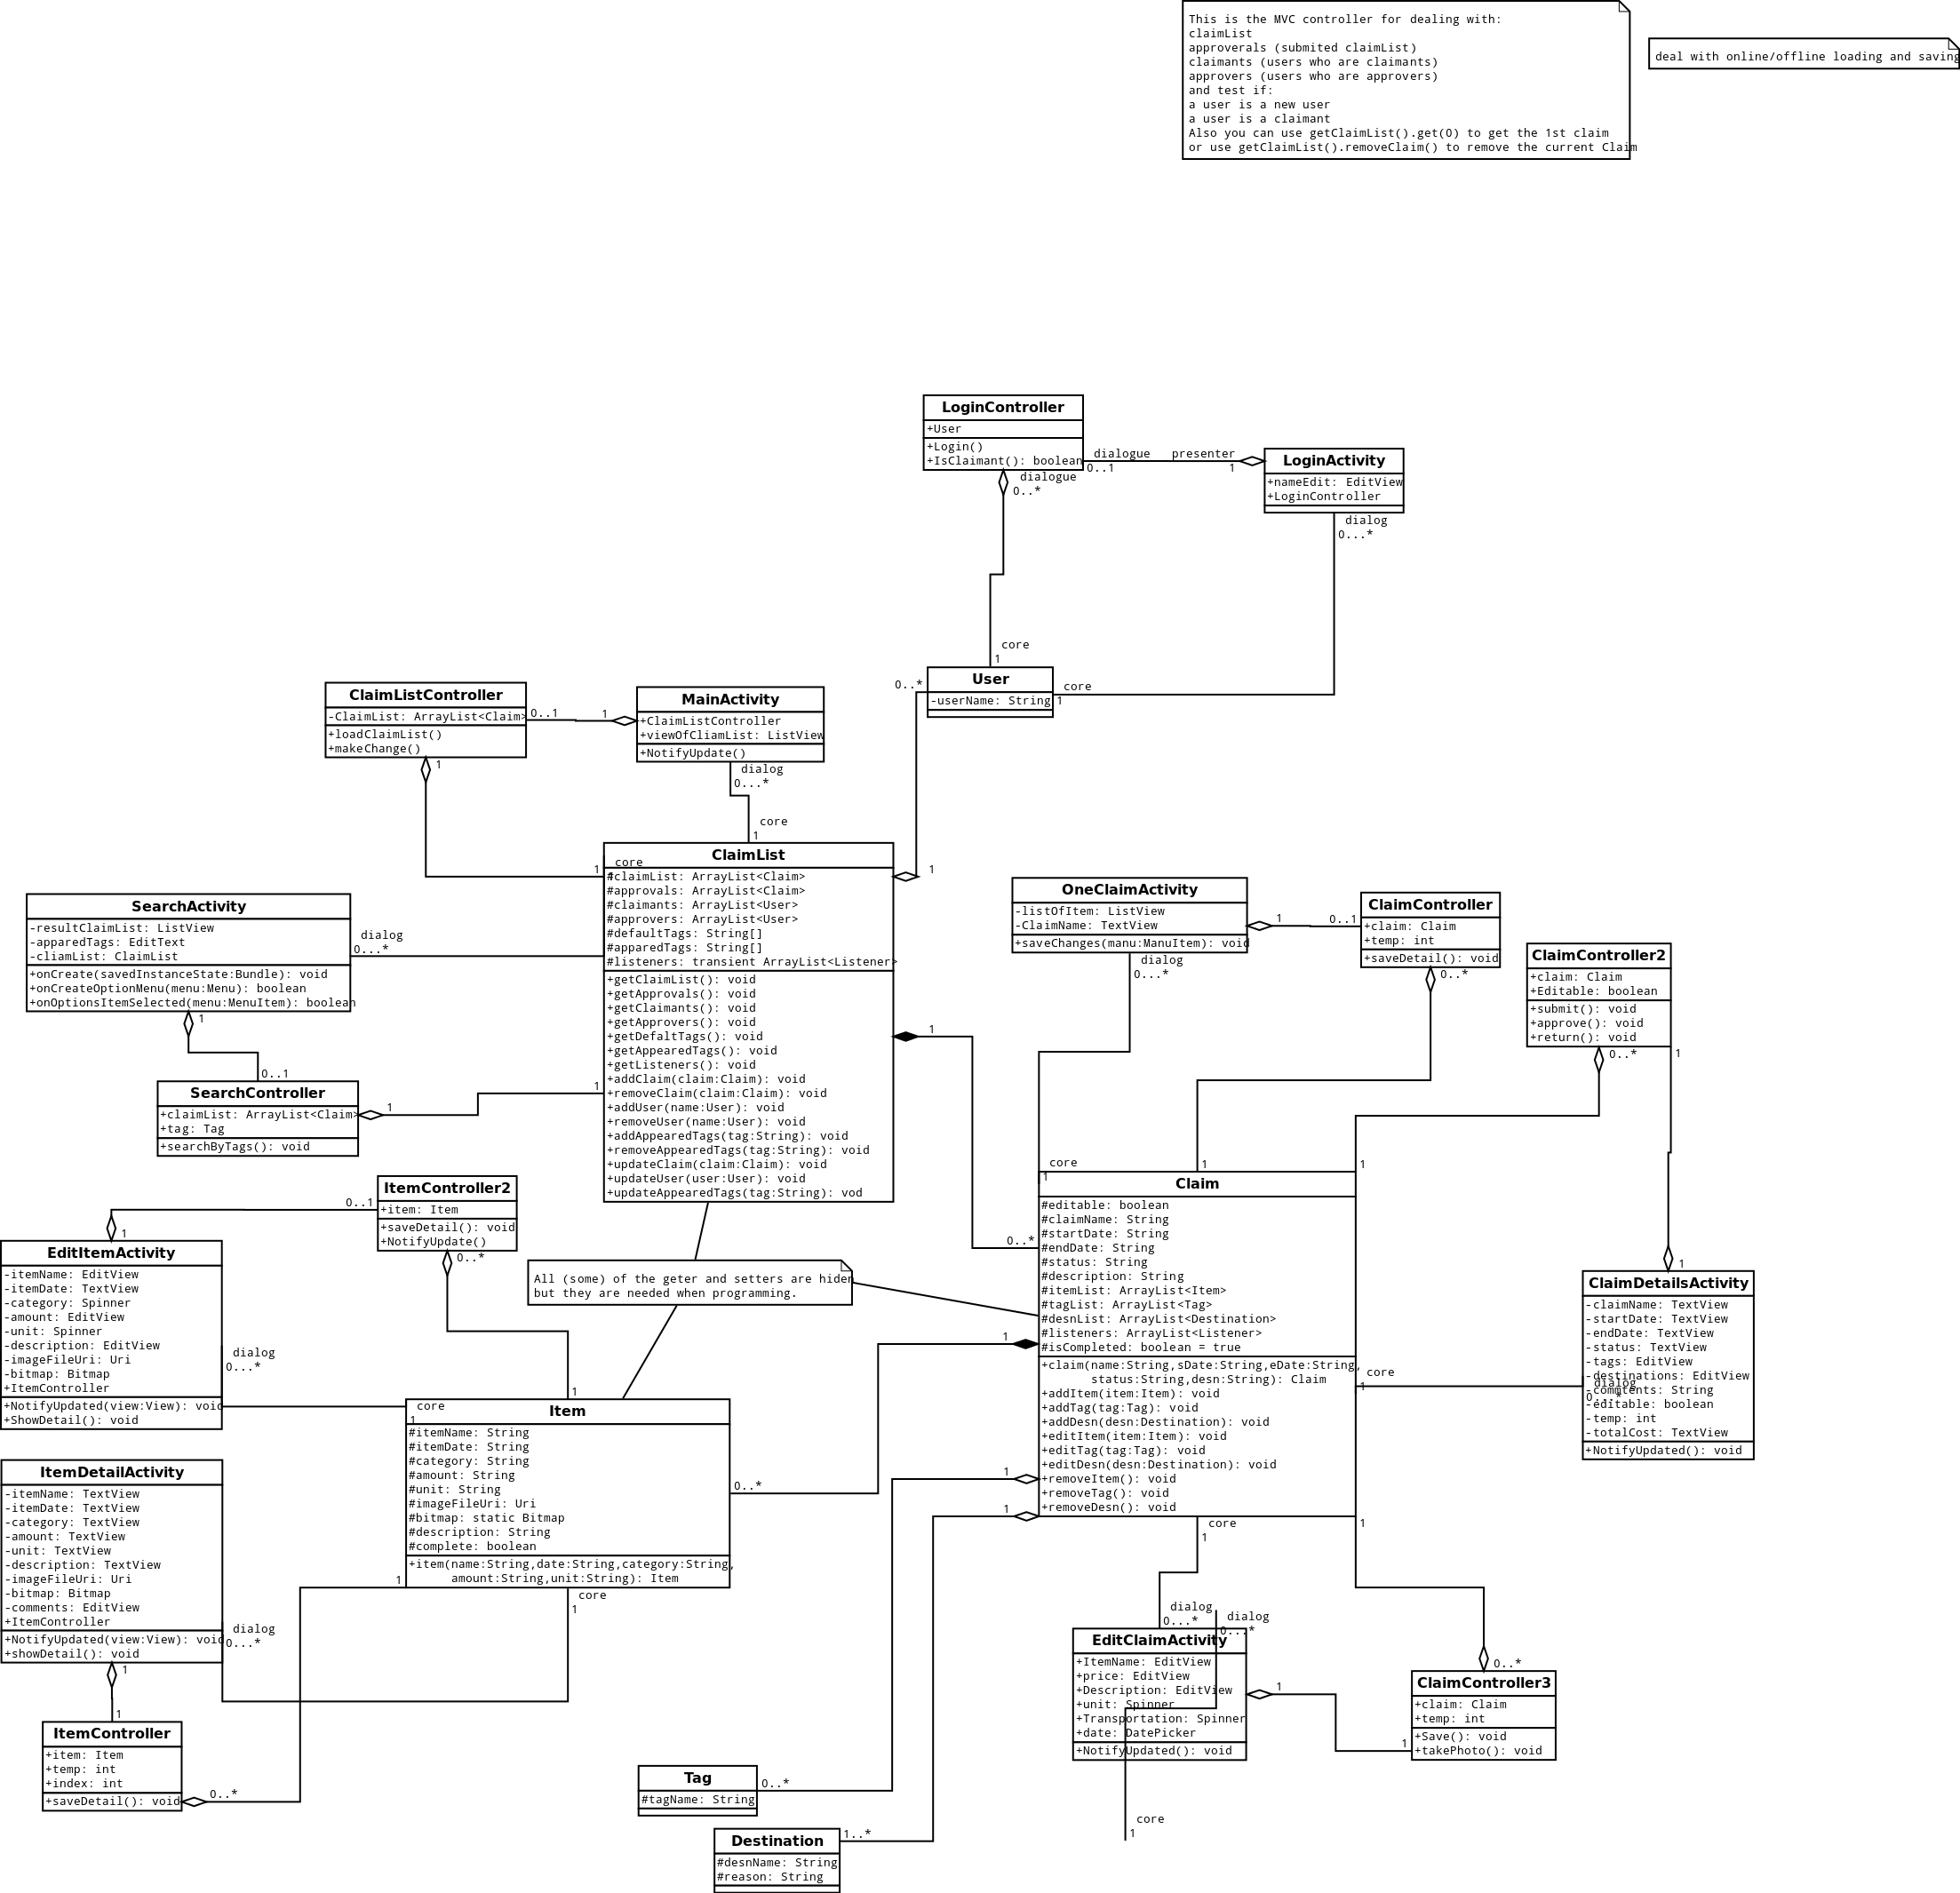 This is the MVC controller for dealing with:
claimList
approverals (submited claimList)
claimants (users who are claimants)
approvers (users who are approvers)
and test if:
a user is a new user
a user is a claimant
Also you can use getClaimList().get(0) to get the 1st claim
or use getClaimList().removeClaim() to remove the current Claim
deal with online/offline loading and saving
LoginController
+User
+Login()
+IsClaimant(): boolean
dialogue
0..1
presenter
1
dialogue
0..*
LoginActivity
+nameEdit: EditView
+LoginController
dialog
0...*
core
1
User
-userName: String
core
1
0..*
ClaimListController
-ClaimList: ArrayList<Claim>
+loadClaimList()
+makeChange()
0..1
1
1
MainActivity
+ClaimListController
+viewOfCliamList: ListView
+NotifyUpdate()
dialog
0...*
core
1
ClaimList
1
core
1
#claimList: ArrayList<Claim>
#approvals: ArrayList<Claim>
#claimants: ArrayList<User>
#approvers: ArrayList<User>
#defaultTags: String[]
#apparedTags: String[]
#listeners: transient ArrayList<Listener>
+getClaimList(): void
+getApprovals(): void
+getClaimants(): void
+getApprovers(): void
+getDefaltTags(): void
+getAppearedTags(): void
+getListeners(): void
+addClaim(claim:Claim): void
+removeClaim(claim:Claim): void
+addUser(name:User): void
+removeUser(name:User): void
+addAppearedTags(tag:String): void
+removeAppearedTags(tag:String): void
+updateClaim(claim:Claim): void
+updateUser(user:User): void
+updateAppearedTags(tag:String): vod
1
1
SearchActivity
-resultClaimList: ListView
-apparedTags: EditText
-cliamList: ClaimList
+onCreate(savedInstanceState:Bundle): void
+onCreateOptionMenu(menu:Menu): boolean
+onOptionsItemSelected(menu:MenuItem): boolean
dialog
0...*
1
0..1
SearchController
+claimList: ArrayList<Claim>
+tag: Tag
+searchByTags(): void
1
1
OneClaimActivity
-listOfItem: ListView
-ClaimName: TextView
+saveChanges(manu:ManuItem): void
1
0..1
dialog
0...*
ClaimController
+claim: Claim
+temp: int
+saveDetail(): void
0..*
ClaimController2
+claim: Claim
+Editable: boolean
+submit(): void
+approve(): void
+return(): void
0..*
1
ItemController2
+item: Item
+saveDetail(): void
+NotifyUpdate()
0..1
0..*
1
EditItemActivity
-itemName: EditView
-itemDate: TextView
-category: Spinner
-amount: EditView
-unit: Spinner
-description: EditView
-imageFileUri: Uri
-bitmap: Bitmap
+ItemController
+NotifyUpdated(view:View): void
+ShowDetail(): void
dialog
0...*
All (some) of the geter and setters are hiden
but they are needed when programming.
core
1
1
1
Claim
#editable: boolean
#claimName: String
#startDate: String
#endDate: String
#status: String
#description: String
#itemList: ArrayList<Item>
#tagList: ArrayList<Tag>
#desnList: ArrayList<Destination>
#listeners: ArrayList<Listener>
#isCompleted: boolean = true
+claim(name:String,sDate:String,eDate:String,
status:String,desn:String): Claim
+addItem(item:Item): void
+addTag(tag:Tag): void
+addDesn(desn:Destination): void
+editItem(item:Item): void
+editTag(tag:Tag): void
+editDesn(desn:Destination): void
+removeItem(): void
+removeTag(): void
+removeDesn(): void
0..*
1
1
1
core
1
1
ClaimDetailsActivity
-claimName: TextView
-startDate: TextView
-endDate: TextView
-status: TextView
-tags: EditView
-destinations: EditView
-comments: String
-editable: boolean
-temp: int
-totalCost: TextView
+NotifyUpdated(): void
dialog
0...*
1
1
core
1
Item
#itemName: String
#itemDate: String
#category: String
#amount: String
#unit: String
#imageFileUri: Uri
#bitmap: static Bitmap
#description: String
#complete: boolean
+item(name:String,date:String,category:String,
amount:String,unit:String): Item
0..*
1
core
1
ItemDetailActivity
-itemName: TextView
-itemDate: TextView
-category: TextView
-amount: TextView
-unit: TextView
-description: TextView
-imageFileUri: Uri
-bitmap: Bitmap
-comments: EditView
+ItemController
+NotifyUpdated(view:View): void
+showDetail(): void
dialog
0...*
1
1
ItemController
+item: Item
+temp: int
+index: int
+saveDetail(): void
0..*
core
1
dialog
0...*
dialog
0...*
EditClaimActivity
+ItemName: EditView
+price: EditView
+Description: EditView
+unit: Spinner
+Transportation: Spinner
+date: DatePicker
+NotifyUpdated(): void
1
1
0..*
ClaimController3
+claim: Claim
+temp: int
+Save(): void
+takePhoto(): void
Tag
#tagName: String
0..*
core
1
Destination
#desnName: String
#reason: String
1..*